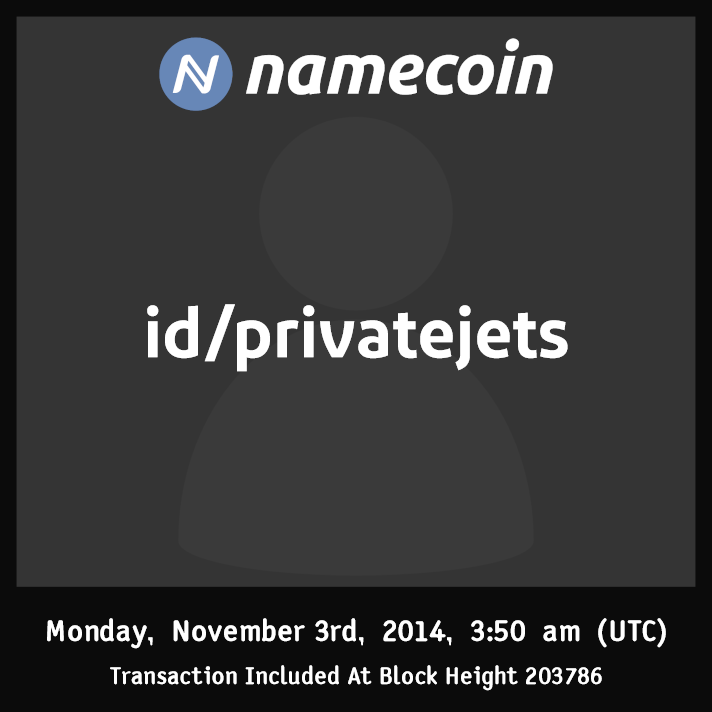 namecoin
id/privatejets
Monday, November 3rd, 2014, 3:50 am (UTC)
Transaction Included At Block Height 203786